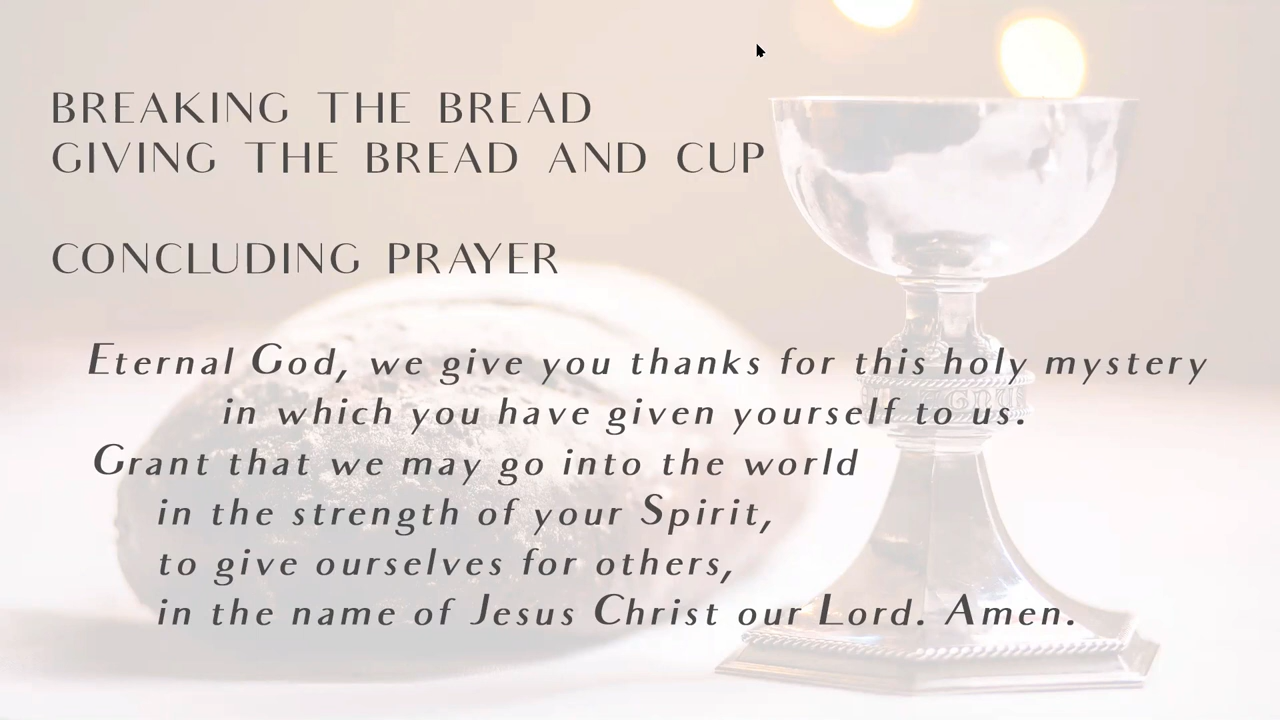 BREAKING THE BREAD
GIVING THE BREAD AND CUP
CONCLUDING PRAYER
Eternal God, we give you thanks for this holy mystery
in which you have given yourself to us.
Grant that we may go into the world
in the strength of your Spirit,
to give ourselves for others,
in the name of Jesus Christ our Lord. Amen.